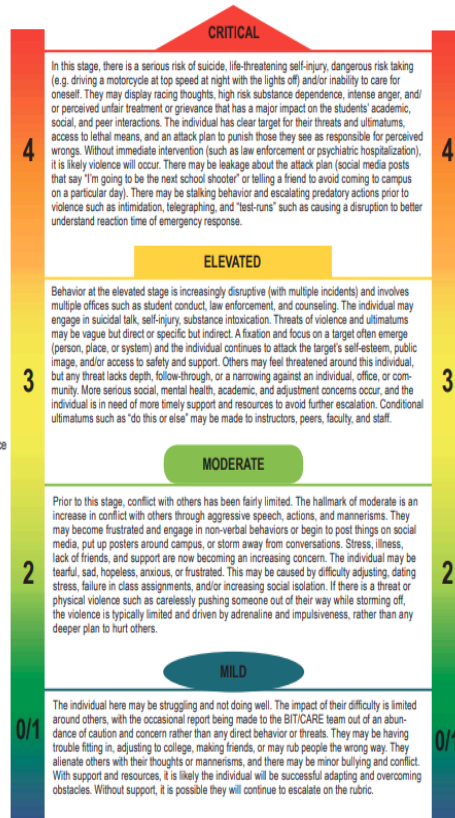 CRITICAL
In this stage, there is a serious risk of suicide, life-threatening self-injury, dangerous risk taking
(e.g. driving a motorcycle at top speed at night with the lights off) and/or inability to care for
oneself. They may display racing thoughts, high risk substance dependence, intense anger, and/
or perceived unfair treatment or grievance that has a major impact on the students' academic,
social, and peer interactions. The individual has clear target for their threats and ultimatums,
access to lethal means, and an attack plan to punish those they see as responsible for perceived
wrongs. Without immediate intervention (such as law enforcement or psychiatric hospitalization),
it is likely violence will occur. There may be leakage about the attack plan (social media posts
that say "I'm going to be the next school shooter" or telling a friend to avoid coming to campus
on a particular day). There may be stalking behavior and escalating predatory actions prior to
violence such as intimidation, telegraphing, and "test-runs" such as causing a disruption to better
understand reaction time of emergency response.
4
4
ELEVATED
Behavior at the elevated stage is increasingly disruptive (with multiple incidents) and involves
multiple offices such as student conduct, law enforcement, and counseling. The individual may
engage in suicidal talk, self-injury, substance intoxication. Threats of violence and ultimatums
may be vague but direct or specific but indirect. A fixation and focus on a target often emerge
(person, place, or system) and the individual continues to attack the target's self-esteem, public
image, and/or access to safety and support. Others may feel threatened around this individual,
but any threat lacks depth, follow-through, or a narrowing against an individual, office, or com-
munity. More serious social, mental health, academic, and adjustment concerns occur, and the
individual is in need of more timely support and resources to avoid further escalation. Conditional
ultimatums such as "do this or else" may be made to instructors, peers, faculty, and staff.
3
3
ce
MODERATE
Prior to this stage, conflict with others has been fairly limited. The hallmark of moderate is an
increase in conflict with others through aggressive speech, actions, and mannerisms. They
may become frustrated and engage in non-verbal behaviors or begin to post things on social
media, put up posters around campus, or storm away from conversations. Stress, illness,
lack of friends, and support are now becoming an increasing concern. The individual may be
tearful, sad, hopeless, anxious, or frustrated. This may be caused by difficulty adjusting, dating
stress, failure in class assignments, and/or increasing social isolation. If there is a threat or
physical violence such as carelessly pushing someone out of their way while storming off,
the violence is typically limited and driven by adrenaline and impulsiveness, rather than any
deeper plan to hurt others.
2
2
MILD
The individual here may be struggling and not doing well. The impact of their difficulty is limited
around others, with the occasional report being made to the BIT/CARE team out of an abun-
dance of caution and concern rather than any direct behavior or threats. They may be having
trouble fitting in, adjusting to college, making friends, or may rub people the wrong way. They
alienate others with their thoughts or mannerisms, and there may be minor bullying and conflict.
With support and resources, it is likely the individual will be successful adapting and overcoming
obstacles. Without support, it is possible they will continue to escalate on the rubric.
0/1
0/1